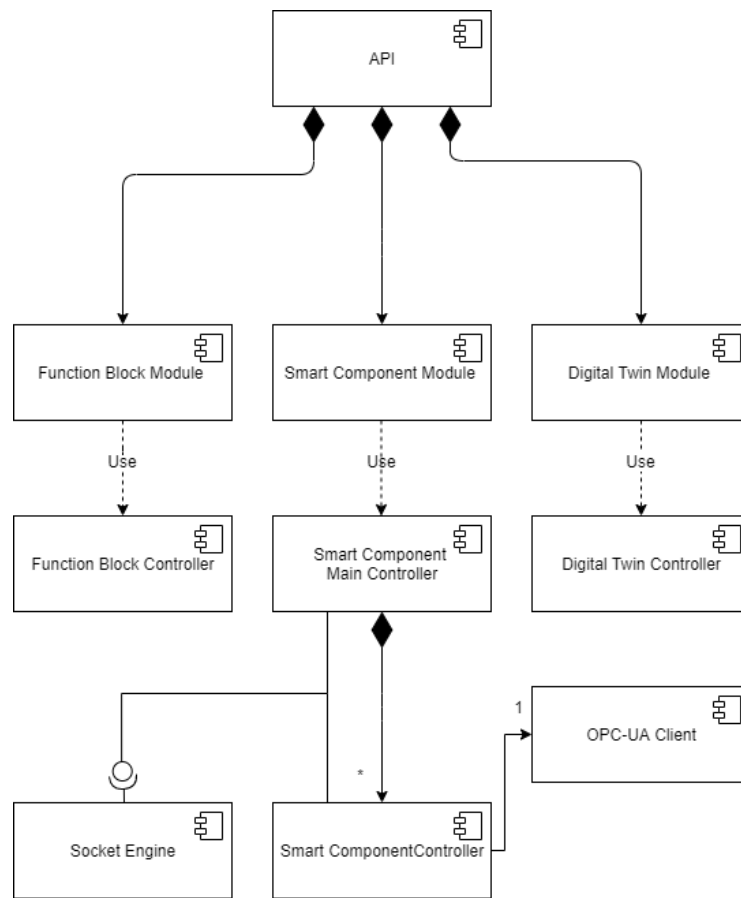 API
Function Block Module
Smart Component Module
Digital Twin Module
Use
Use
Use
Function Block Controller
Smart Component
Main Controller
Digital Twin Controller
1
OPC-UA Client
*
Socket Engine
Smart ComponentController